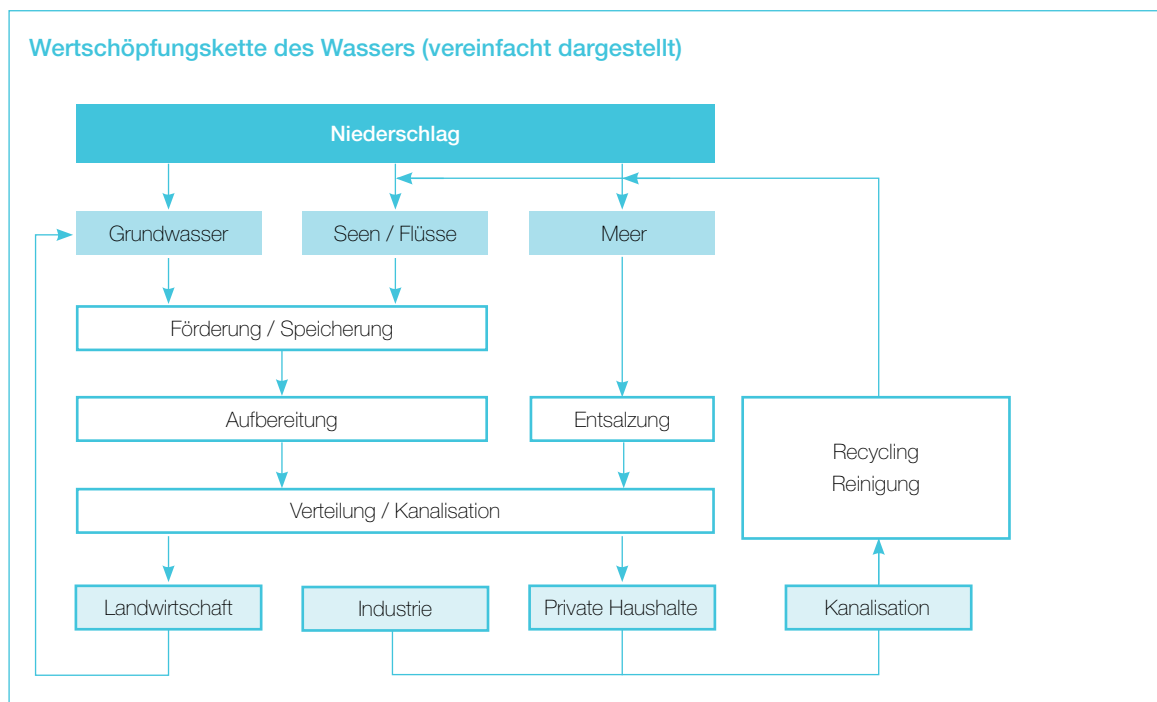 Wertschöpfungskette des Wassers (vereinfacht dargestellt)
Niederschlag
Grundwasser
Seen / Flüsse
Meer
Förderung / Speicherung
Aufbereitung
Entsalzung
Recycling
Reinigung
Verteilung / Kanalisation
Landwirtschaft
Industrie
Private Haushalte
Kanalisation